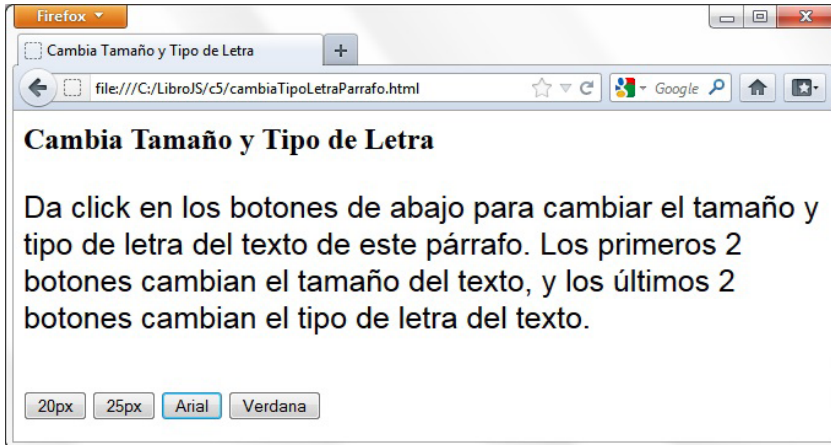 Firefox
Cambia Tamaño y Tipo de Letra
file:///C:/LibroJS/c5/cambiaTipoLetraParrafo.html
Google
Cambia Tamaño y Tipo de Letra
Da click en los botones de abajo para cambiar el tamaño y
tipo de letra del texto de este párrafo. Los primeros 2
botones cambian el tamaño del texto, y los últimos 2
botones cambian el tipo de letra del texto.
20px 25px Arial Verdana